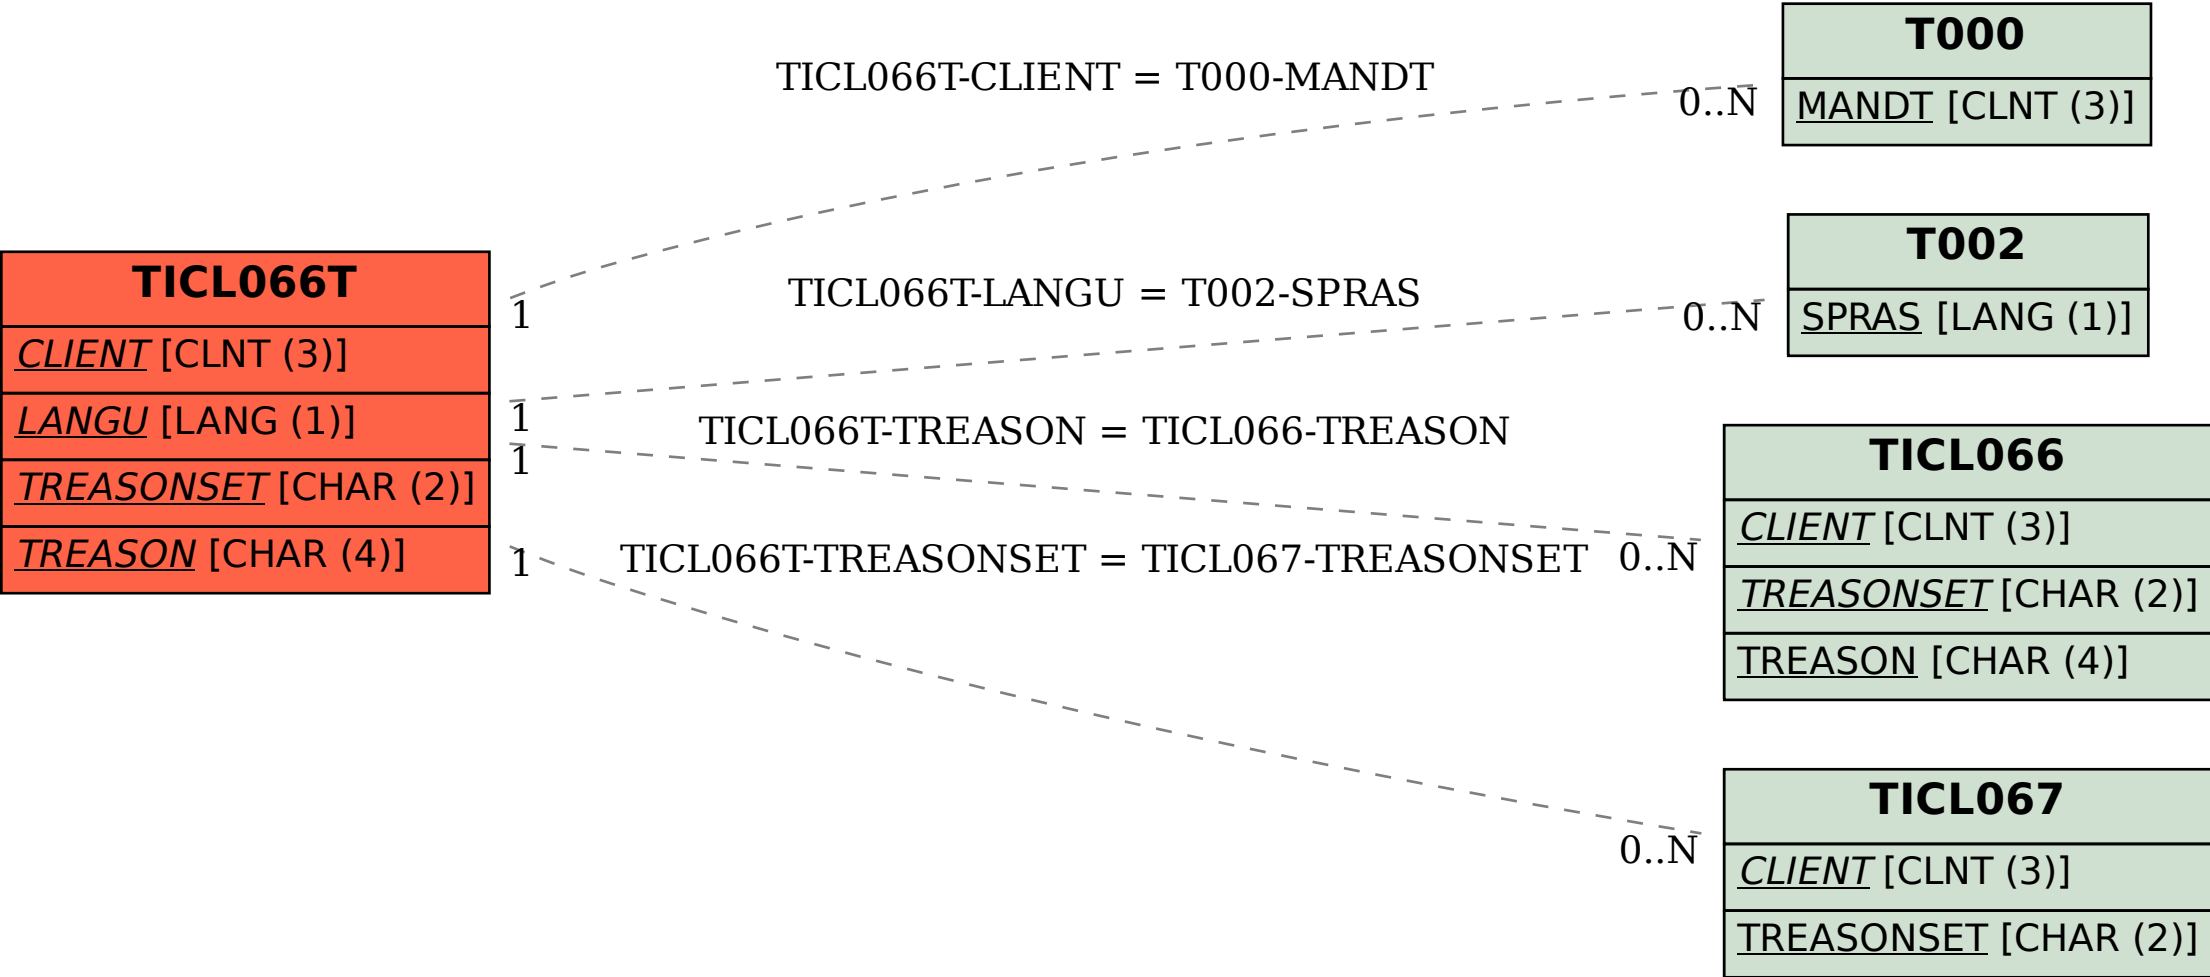 TICL066T
CLIENT [CLNT (3)]
LANGU [LANG (1)]
TREASONSET [CHAR (2)]
TREASON [CHAR (4)]
TICL066T-CLIENT = T000-MANDT
1
0..N
TICL066T-LANGU = T002-SPRAS
1
0..N
TICL066T-TREASON = TICL066-TREASON
1
0..N
TICL066T-TREASONSET = TICL067-TREASONSET
1
0..N
T000
MANDT [CLNT (3)]
T002
SPRAS [LANG (1)]
TICL066
CLIENT [CLNT (3)]
TREASONSET [CHAR (2)]
TREASON [CHAR (4)]
TICL067
CLIENT [CLNT (3)]
TREASONSET [CHAR (2)]